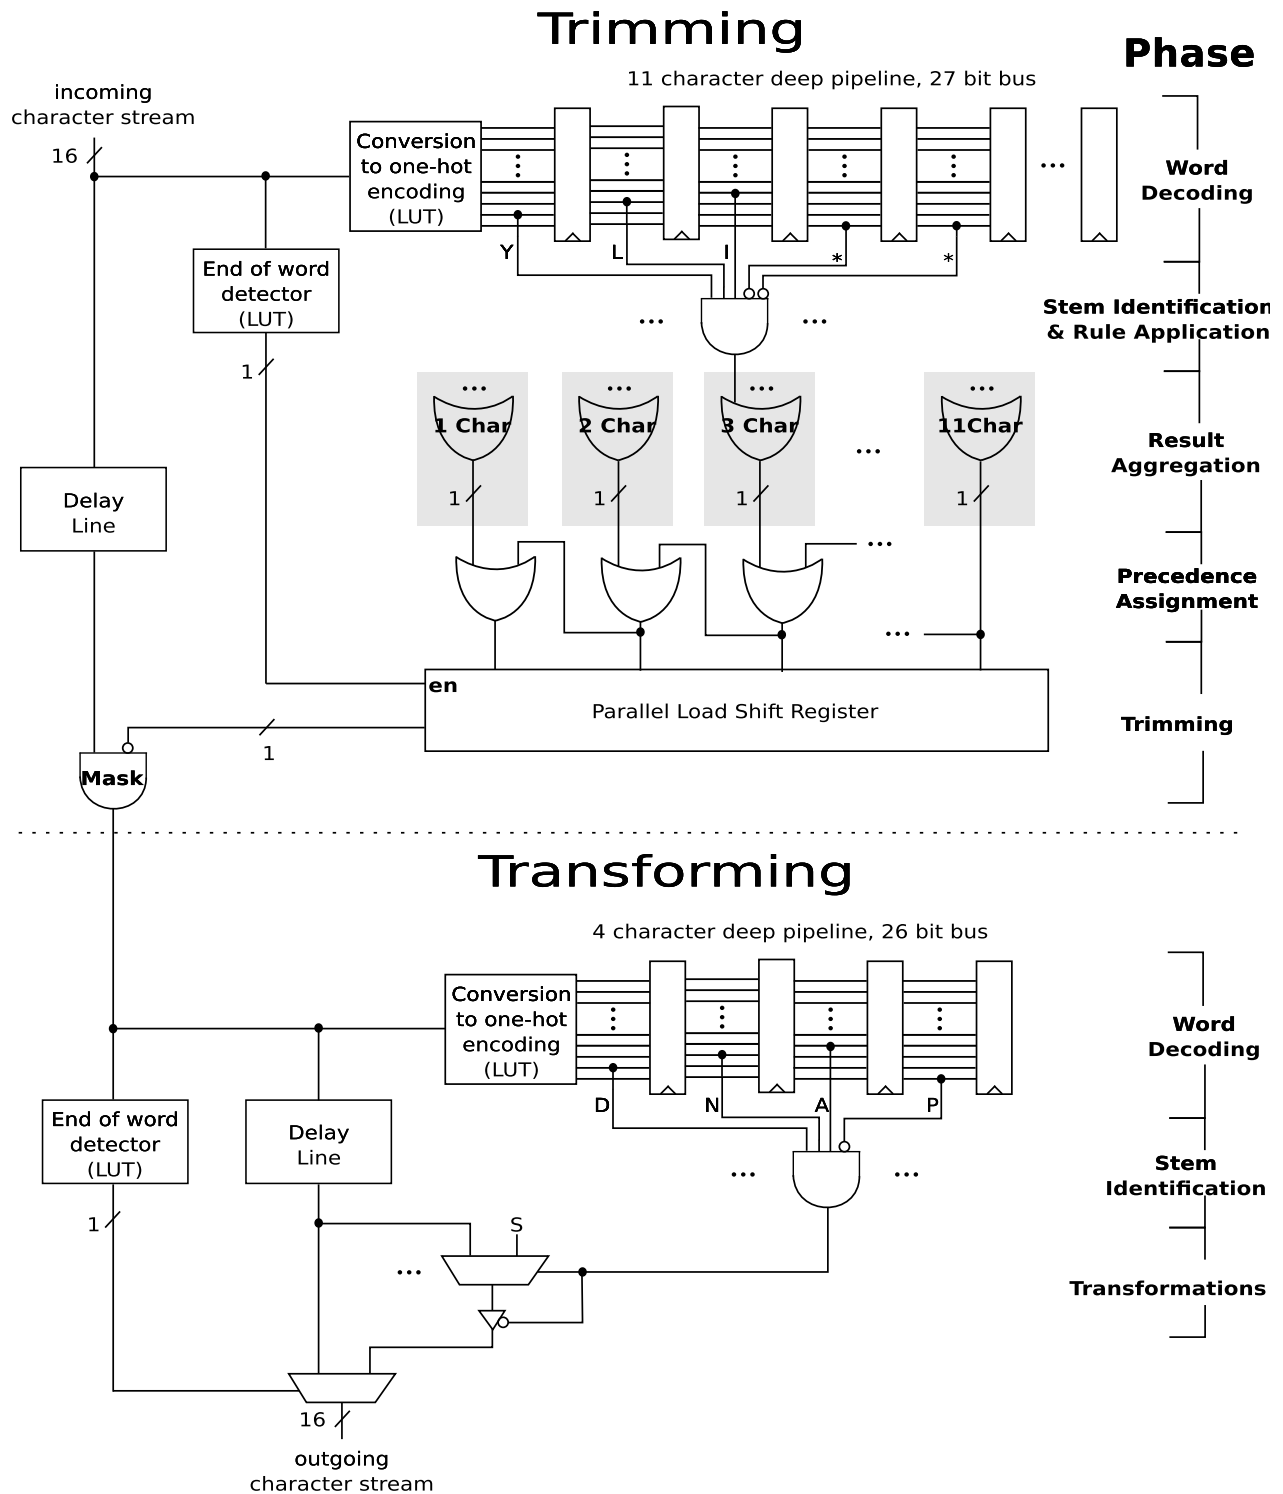 Trimming
Phase
11 character deep pipeline, 27 bit bus
incoming
character stream
16
Conversion
to one-hot
encoding
(LUT)
...
Word
Decoding
End of word
detector
(LUT)
1
Y
L
I
*
*
...
...
Stem Identification
& Rule Application
...
1 Char
1
...
2 Char
1
...
3 Char
1
...
...
11Char
1
Result
Aggregation
Delay
Line
...
...
Precedence
Assignment
en
Parallel Load Shift Register
1
Trimming
Mask
Transforming
4 character deep pipeline, 26 bit bus
Conversion
to one-hot
encoding
(LUT)
Word
Decoding
End of word
detector
(LUT)
1
Delay
Line
D
N
A
P
...
...
Stem
Identification
S
...
Transformations
16
outgoing
character stream